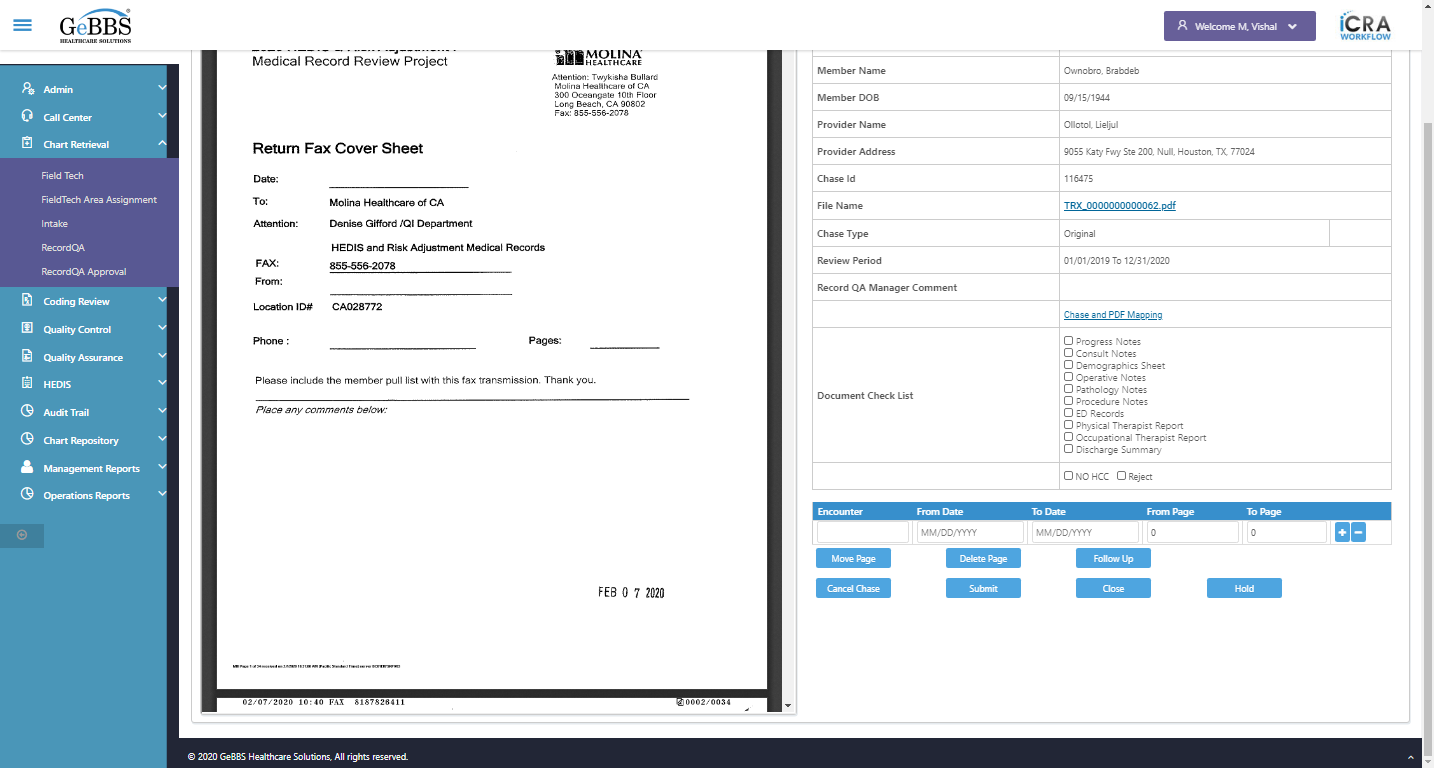 GeBBS
HEALTHCARE SOLUTIONS
Welcome M, Vishal
iCRA
WORKFLOW
Admin
Call Center
Chart Retrieval
Field Tech
FieldTech Area Assignment
Intake
RecordQA
RecordQA Approval
Coding Review
Quality Control
Quality Assurance
HEDIS
Audit Trail
Chart Repository
Management Reports
Operations Reports
Medical Record Review Project
MOLINA
HEALTHCARE
Attention: Twykisha Bullard
Molina Healthcare of CA
300 Oceangate 10th Floor
Long Beach, CA 90802
Fax: 855-556-2078
Return Fax Cover Sheet
Date:
To: Molina Healthcare of CA
Attention: Denise Gifford /QI Department
HEDIS and Risk Adjustment Medical Records
FAX: 855-556-2078
From:
Location ID# CA028772
Phone : Pages:
Please include the member pull list with this fax transmission. Thank you.
Place any comments below:
FEB 0 7 2020
02/07/2020 10:40 FAX 8187826411 0002/0034
Member Name Ownobro, Brabdeb
Member DOB 09/15/1944
Provider Name Ollotol, Lieljul
Provider Address 9055 Katy Fwy Ste 200, Null, Houston, TX, 77024
Chase Id 116475
File Name TRX_0000000000062.pdf
Chase Type Original
Review Period 01/01/2019 To 12/31/2020
Record QA Manager Comment
Chase and PDF Mapping
Document Check List
Progress Notes
Consult Notes
Demographics Sheet
Operative Notes
Pathology Notes
Procedure Notes
ED Records
Physical Therapist Report
Occupational Therapist Report
Discharge Summary
NO HCC Reject
Encounter From Date To Date From Page To Page
MM/DD/YYYY MM/DD/YYYY 0 0
Move Page Delete Page Follow Up
Cancel Chase Submit Close Hold
© 2020 GeBBS Healthcare Solutions, All rights reserved.